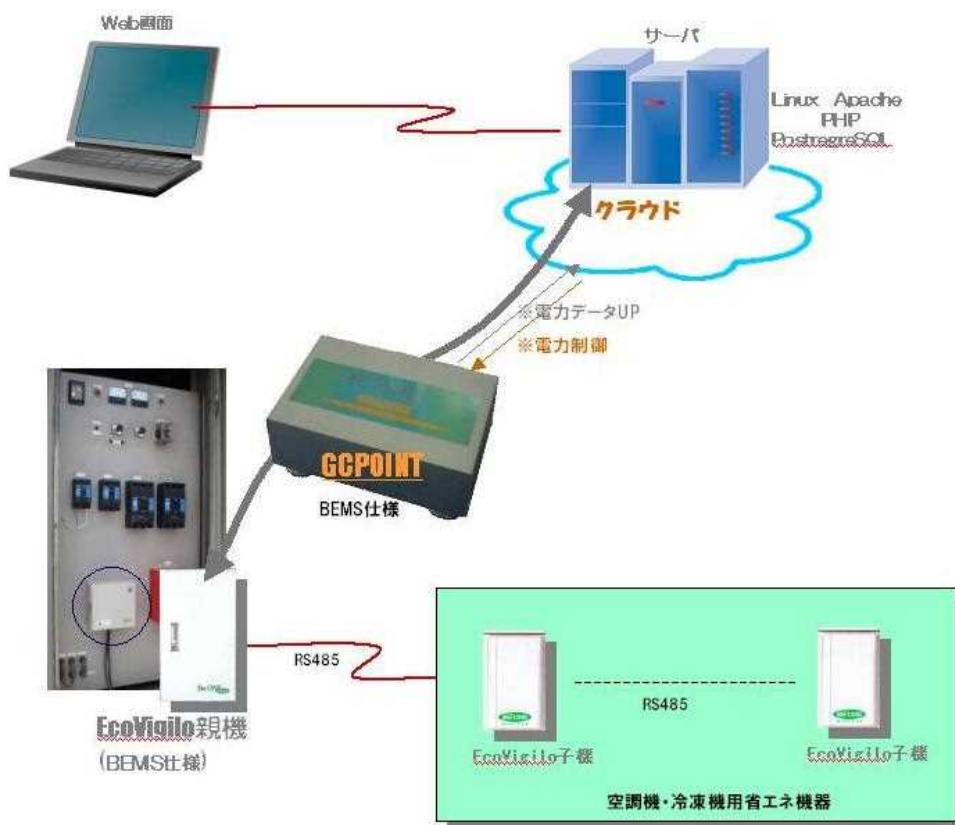 Web画面
サーバ
Linux Apache
PHP
PostregreSQL
クラウド
※電力データUP
※電力制御
GCPOINT
BEMS仕様
RS485
EcoVigilo親機
(BEMS仕様)
RS485
EcoVigilo子機
EcoVigilo子機
空調機・冷凍機用省エネ機器